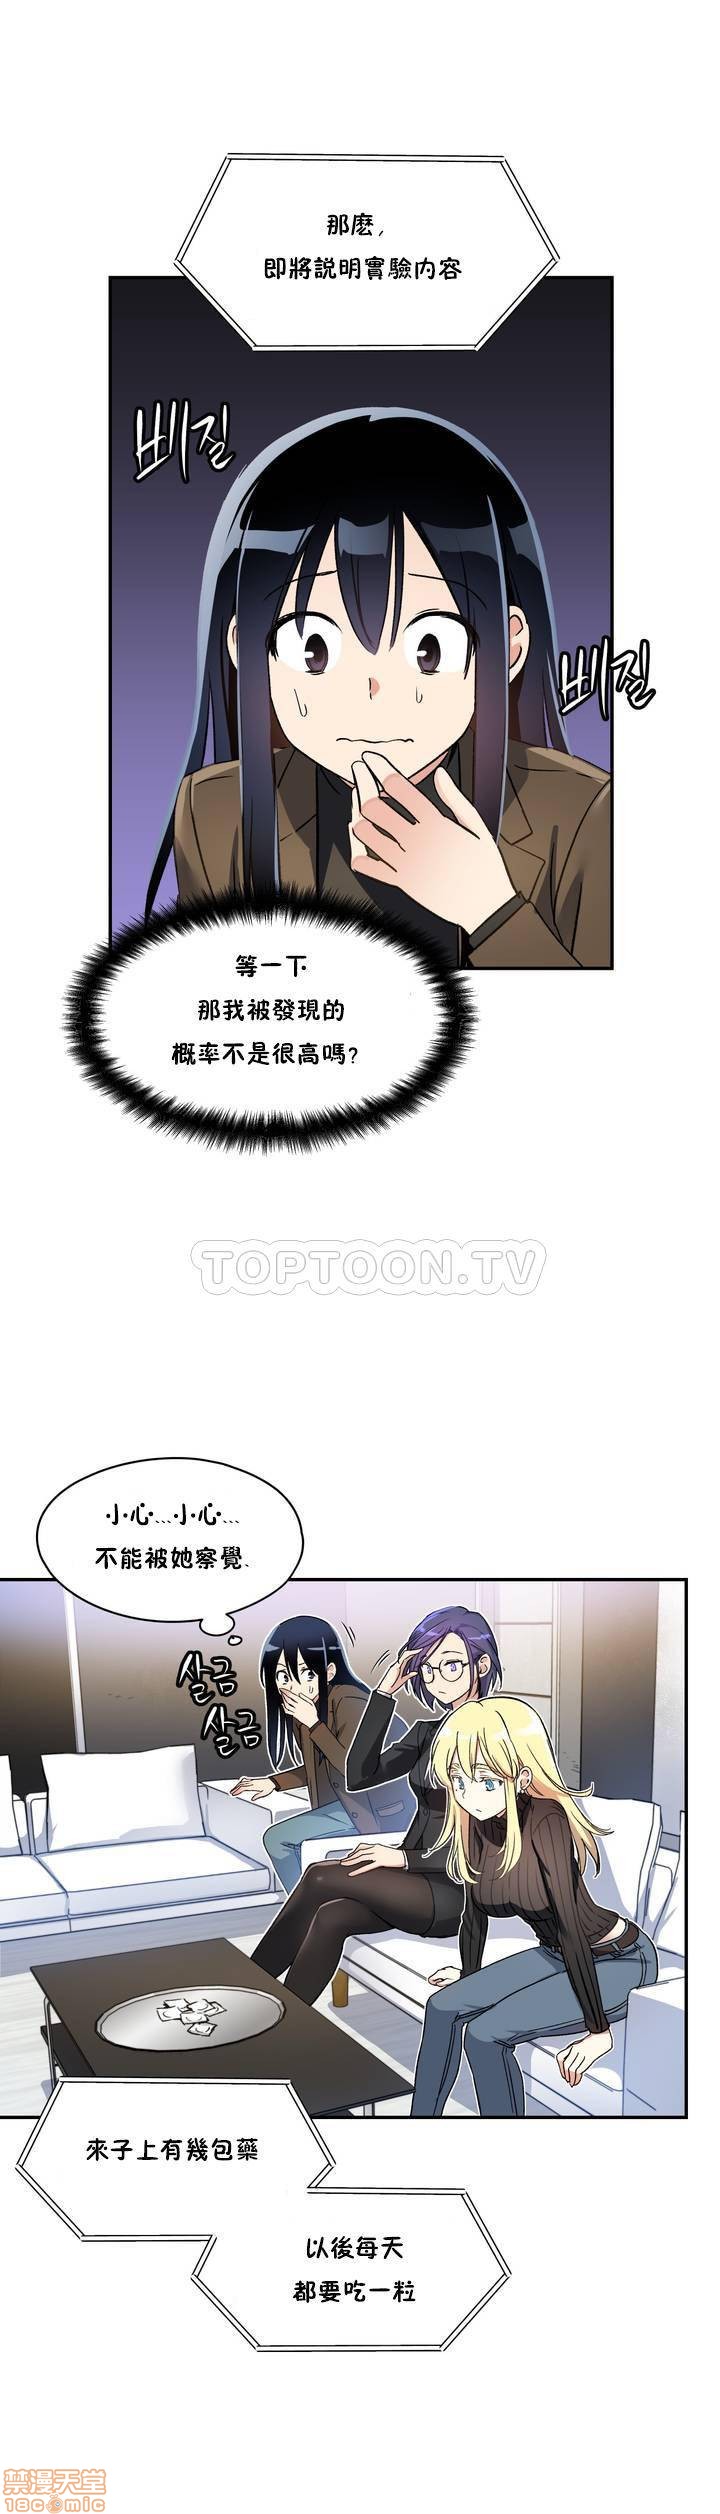 那麽,
即將説明實驗内容
삐질
삐질
等一下
那我被發現的
概率不是很高嗎?
TOPTOON.TV
小心...小心...
不能被她察覺.
살금
살금
來子上有幾包藥
以後每天
都要吃一粒
禁漫天堂
18comic